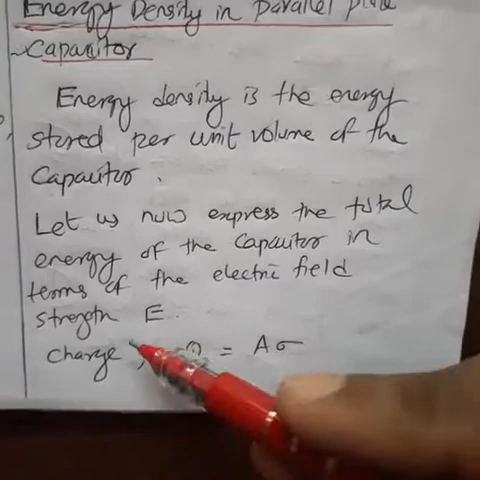 Energy Density in parallel plate
- Capacitor
Energy density is the energy
stored per unit volume of the
Capacitor.
Let us now express the total
energy of the Capacitor in
terms of the electric field
strength E.
Charge, Q = Aσ